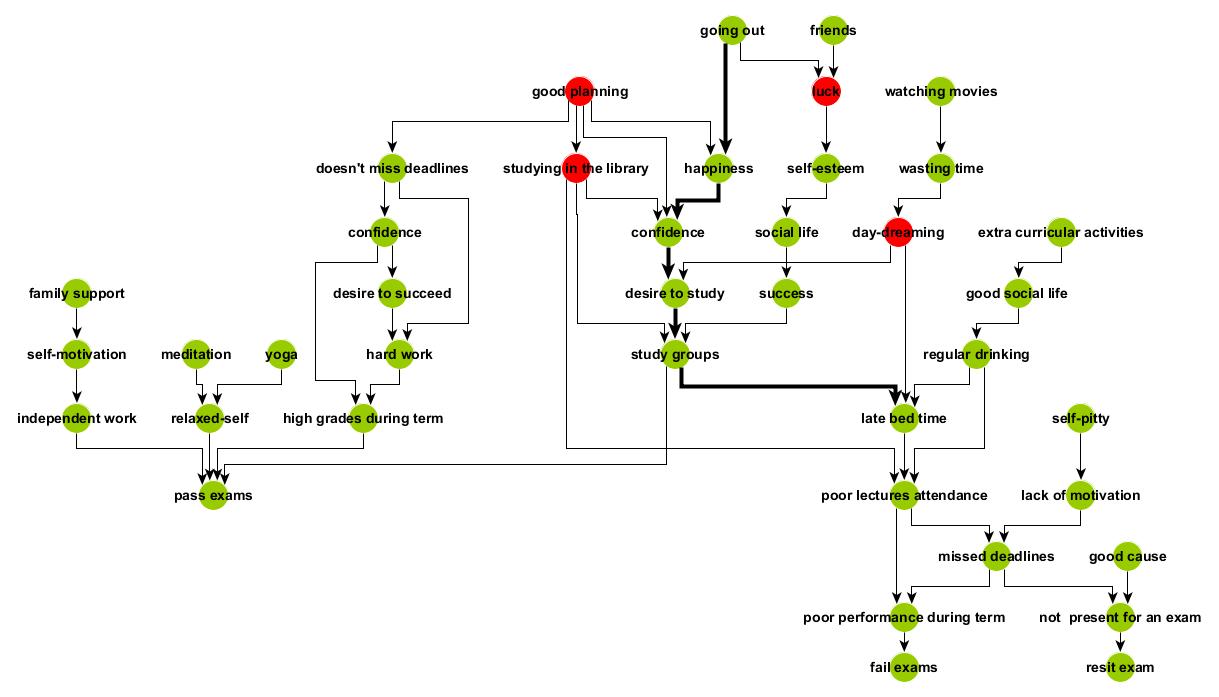 going out
friends
good planning
luck
watching movies
doesn't miss deadlines
studying in the library
happiness
self-esteem
wasting time
confidence
confidence
social life
day-dreaming
extra curricular activities
family support
desire to succeed
desire to study
success
good social life
self-motivation
meditation
yoga
hard work
study groups
regular drinking
independent work
relaxed-self
high grades during term
late bed time
self-pitty
pass exams
poor lectures attendance
lack of motivation
missed deadlines
good cause
poor performance during term
not present for an exam
fail exams
resit exam